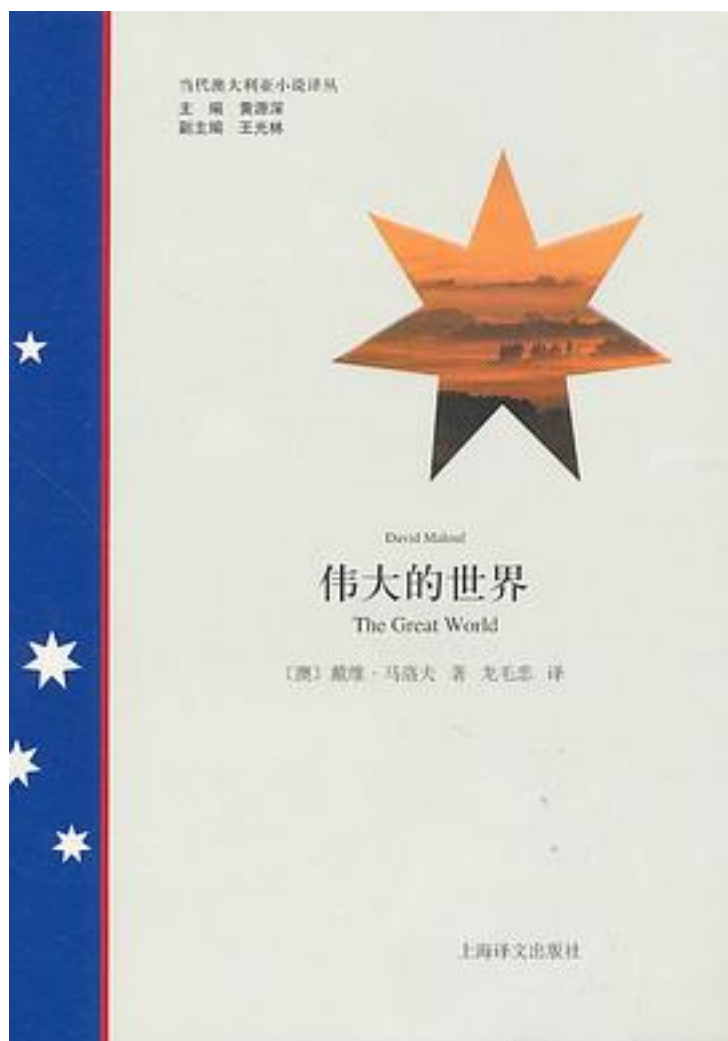 当代澳大利亚小说译丛
主 编 黄源深
副主编 王光林
David Malouf
伟大的世界
The Great World
〔澳〕戴维·马洛夫 著 龙毛忠 译
上海译文出版社